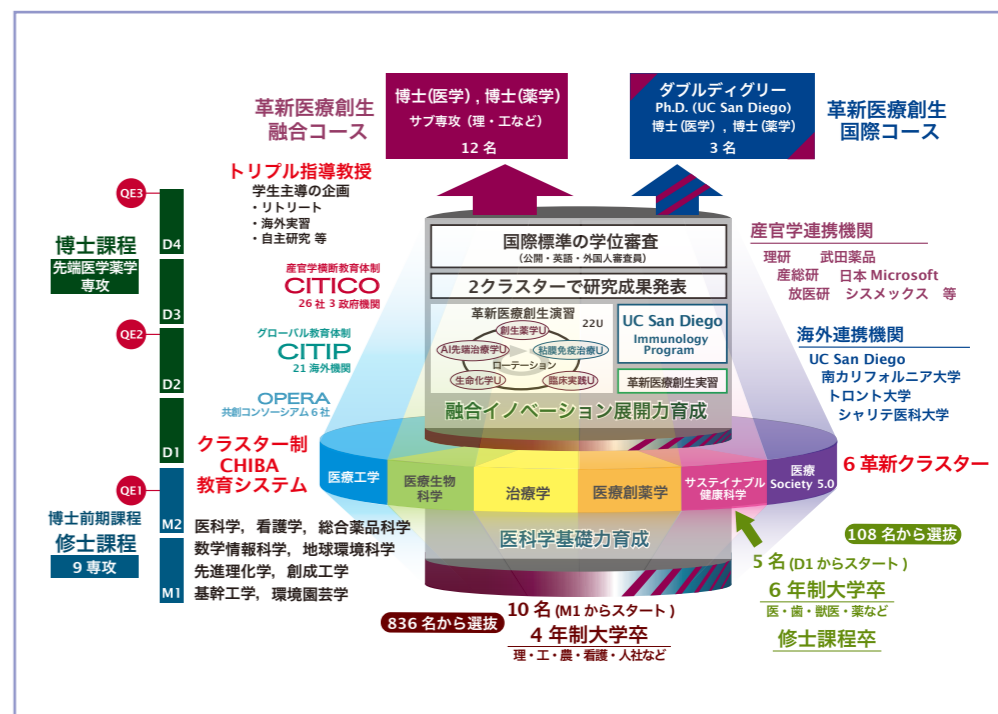 革新医療創生
融合コース
博士(医学) , 博士(薬学)
サブ専攻(理・工など)
12 名
ダブルディグリー
Ph.D. (UC San Diego)
博士(医学) , 博士(薬学)
3 名
革新医療創生
国際コース
トリプル指導教授
学生主導の企画
・リトリート
・海外実習
・自主研究 等
産官学横断教育体制
CITICO
26 社 3 政府機関
グローバル教育体制
CITIP
21 海外機関
OPERA
共創コンソーシアム 6 社
クラスター制
CHIBA
教育システム
QE3
D4
博士課程
先端医学薬学
専攻
D3
QE2
D2
D1
QE1
M2
博士前期課程
修士課程
9 専攻
M1
医科学, 看護学, 総合薬品科学
数学情報科学, 地球環境科学
先進理化学, 創成工学
基幹工学, 環境園芸学
国際標準の学位審査
(公開・英語・外国人審査員)
2クラスターで研究成果発表
革新医療創生演習
22U
創生薬学U
AI先端治療学U
粘膜免疫治療U
ローテーション
生命化学U
臨床実践U
UC San Diego
Immunology
Program
革新医療創生実習
融合イノベーション展開力育成
医療工学
医療生物
科学
治療学
医療創薬学
サステイナブル
健康科学
医療
Society 5.0
医科学基礎力育成
産官学連携機関
理研 武田薬品
産総研 日本 Microsoft
放医研 シスメックス 等
海外連携機関
UC San Diego
南カリフォルニア大学
トロント大学
シャリテ医科大学
6 革新クラスター
108 名から選抜
5 名 (D1 からスタート)
6 年制大学卒
医・歯・獣医・薬など
修士課程卒
836 名から選抜
10 名 (M1 からスタート )
4 年制大学卒
理・工・農・看護・人社など